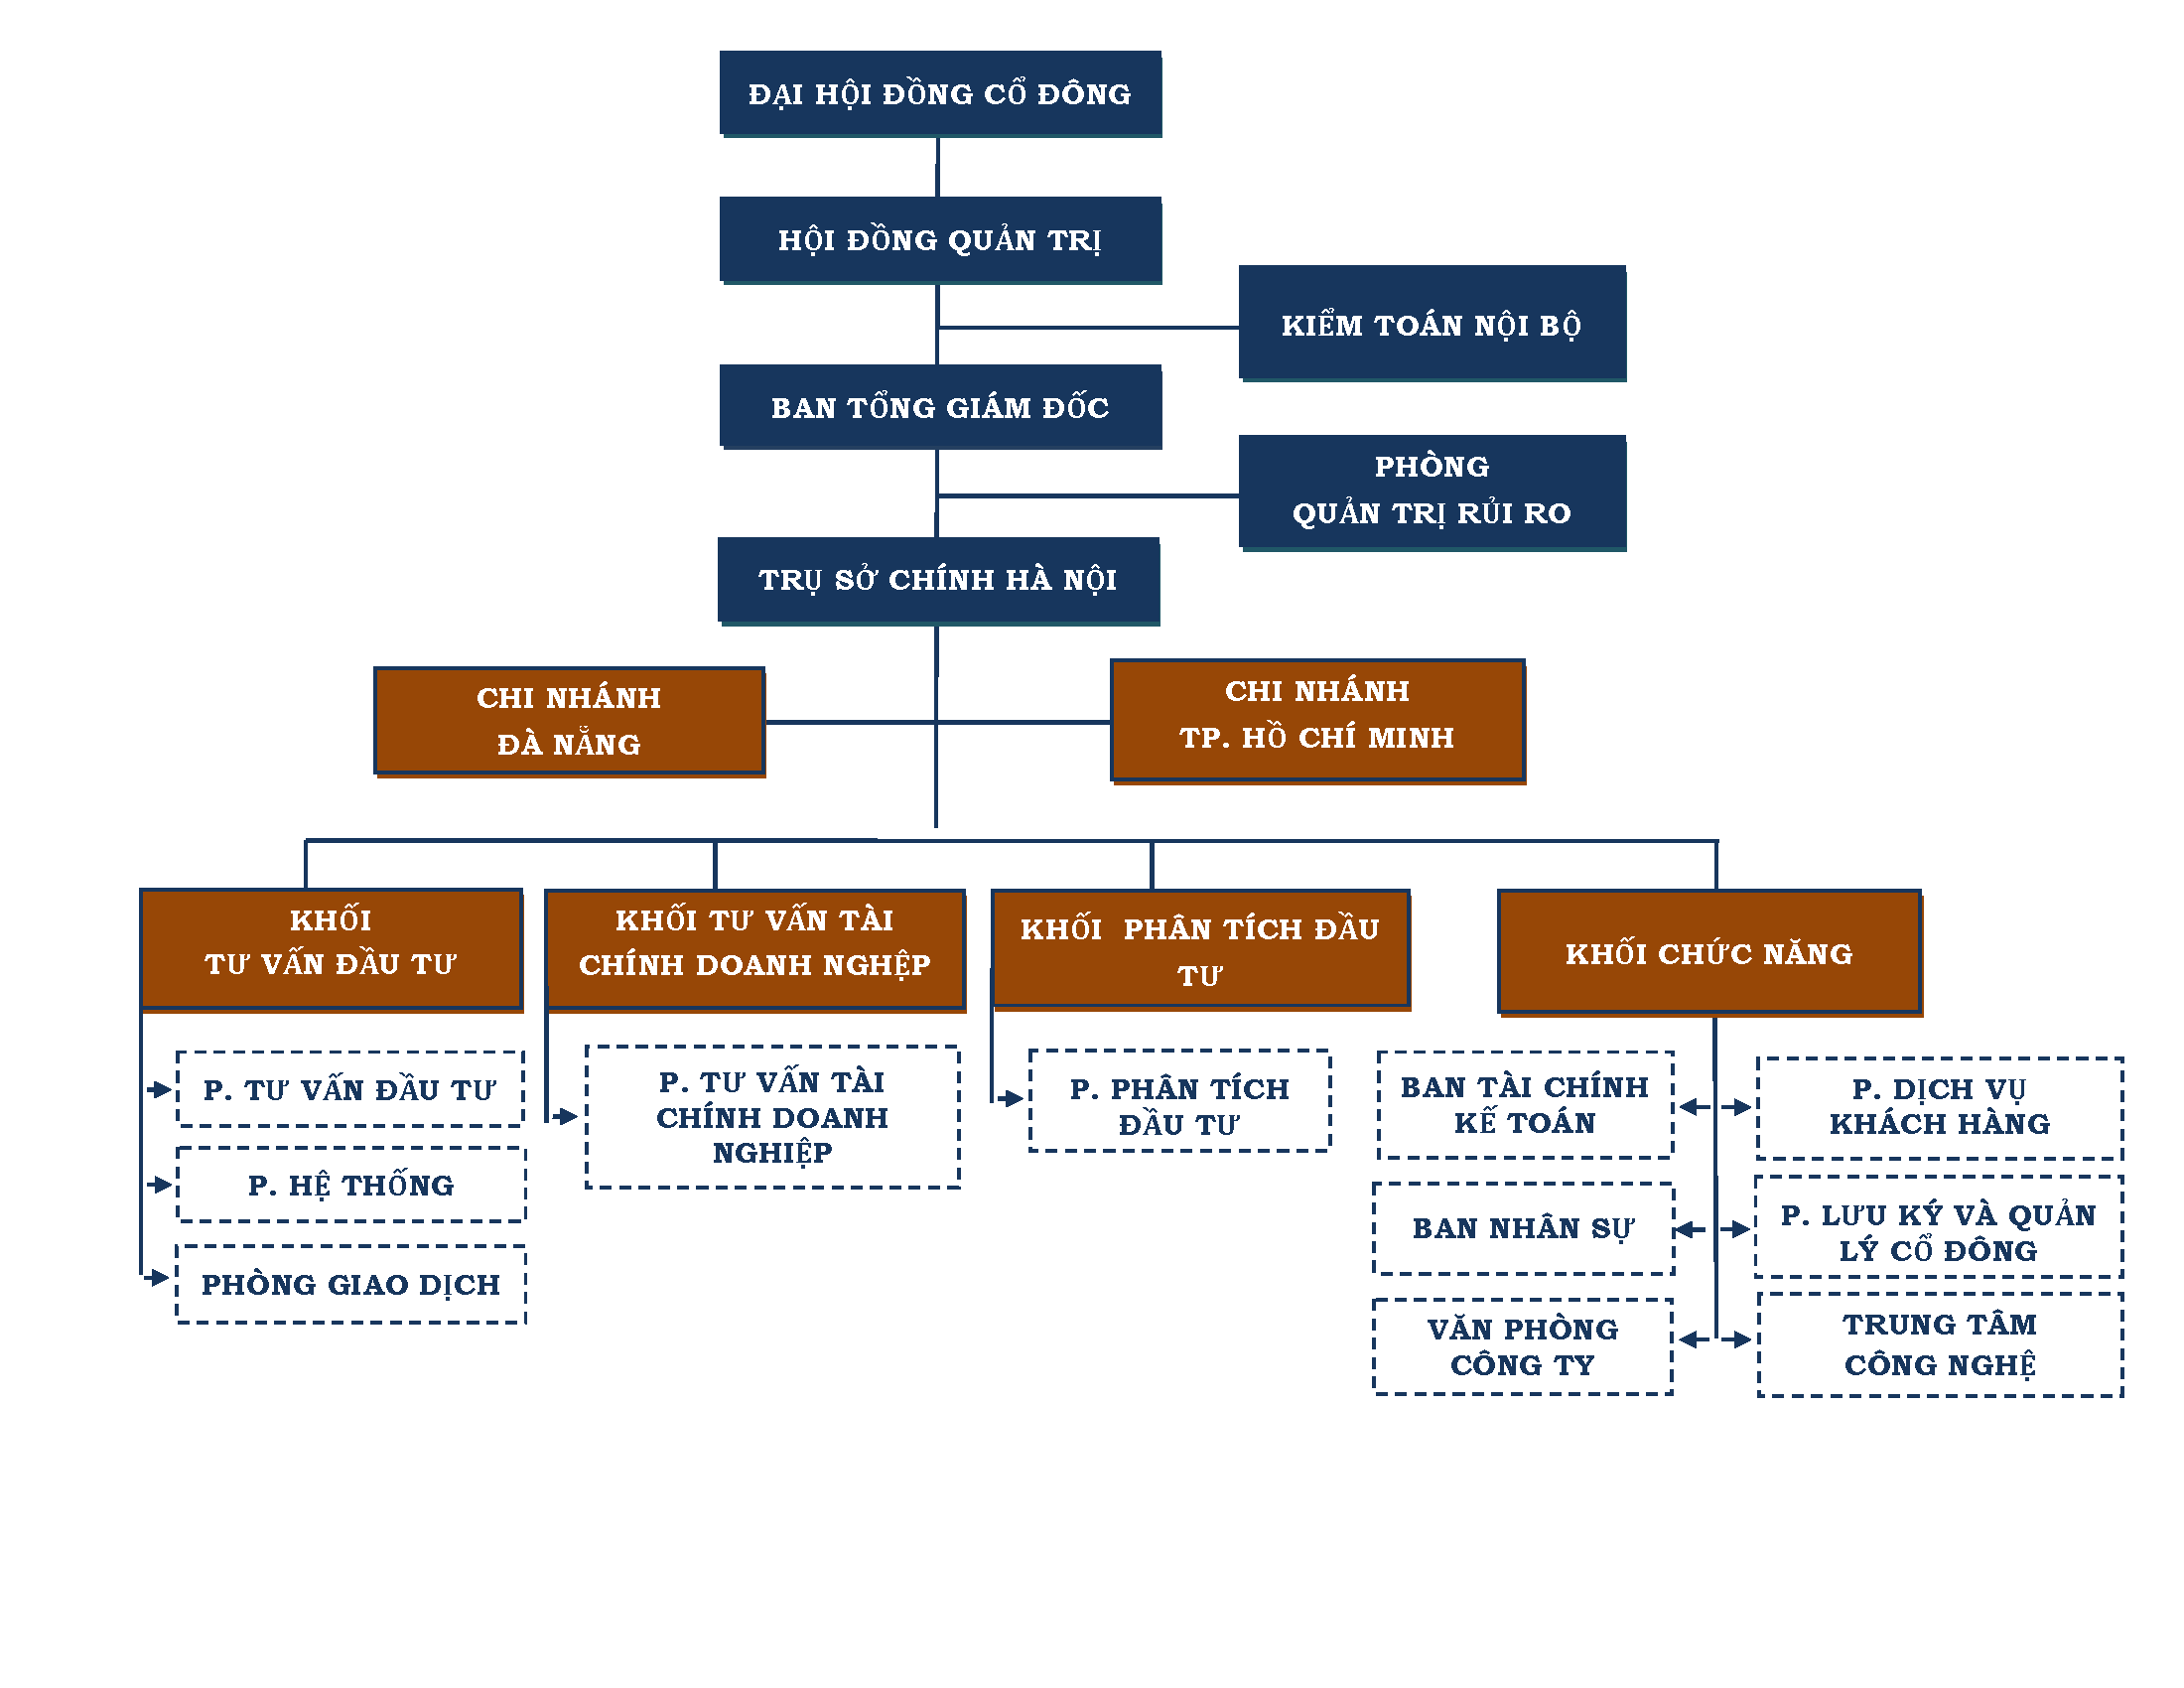 ĐẠI HỘI ĐỒNG CỔ ĐÔNG
HỘI ĐỒNG QUẢN TRỊ
KIỂM TOÁN NỘI BỘ
BAN TỔNG GIÁM ĐỐC
PHÒNG
QUẢN TRỊ RỦI RO
TRỤ SỞ CHÍNH HÀ NỘI
CHI NHÁNH
ĐÀ NẴNG
CHI NHÁNH
TP. HỒ CHÍ MINH
KHỐI
TƯ VẤN ĐẦU TƯ
KHỐI TƯ VẤN TÀI
CHÍNH DOANH NGHỆP
KHỐI PHÂN TÍCH ĐẦU
TƯ
KHỐI CHỨC NĂNG
P. TƯ VẤN ĐẦU TƯ
P. HỆ THỐNG
PHÒNG GIAO DỊCH
P. TƯ VẤN TÀI
CHÍNH DOANH
NGHIỆP
P. PHÂN TÍCH
ĐẦU TƯ
BAN TÀI CHÍNH
KẾ TOÁN
BAN NHÂN SỰ
VĂN PHÒNG
CÔNG TY
P. DỊCH VỤ
KHÁCH HÀNG
P. LƯU KÝ VÀ QUẢN
LÝ CỔ ĐÔNG
TRUNG TÂM
CÔNG NGHỆ